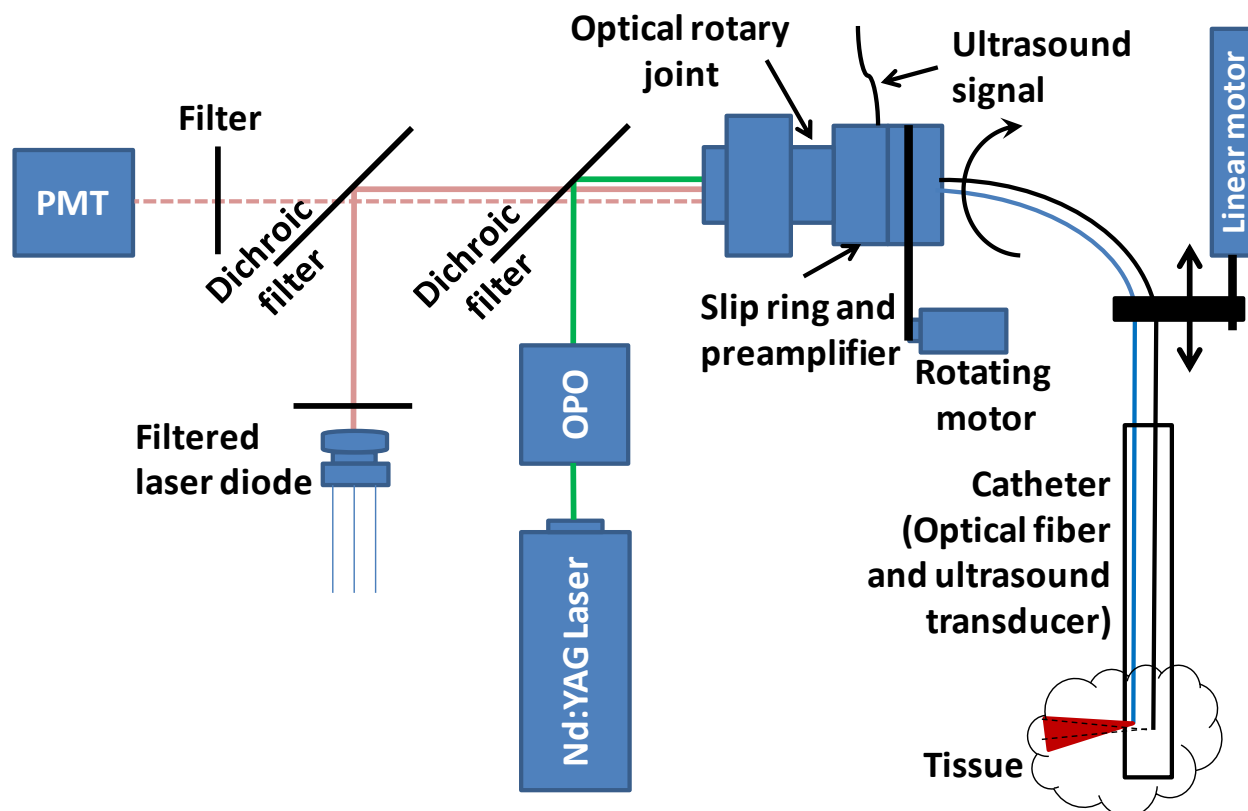 Optical rotary
joint
Ultrasound
signal
Linear motor
Filter
PMT
Dichroic
filter
Dichroic
filter
Slip ring and
preamplifier
Rotating
motor
OPO
Filtered
laser diode
Catheter
(Optical fiber
and ultrasound
transducer)
Nd:YAG Laser
Tissue